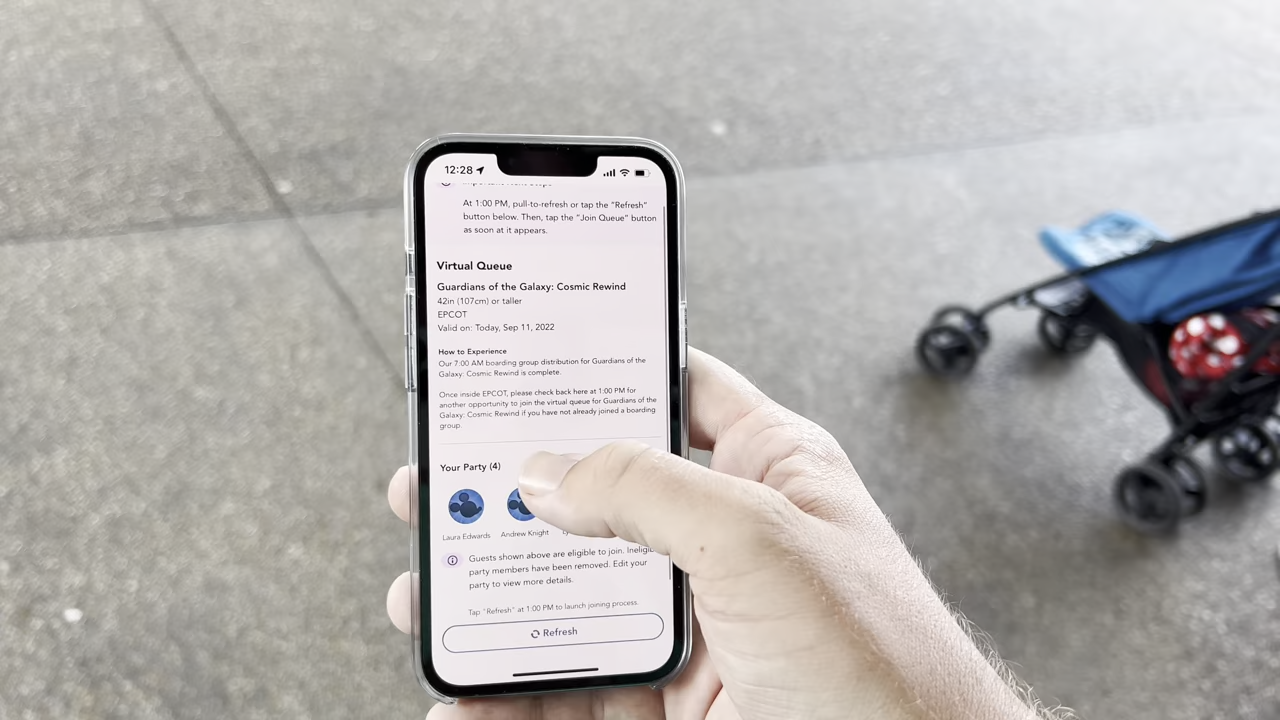 12:28
At 1:00 PM, pull-to-refresh or tap the "Refresh"
button below. Then, tap the "Join Queue" button
as soon at it appears.
Virtual Queue
Guardians of the Galaxy: Cosmic Rewind
42in (107cm) or taller
EPCOT
Valid on: Today, Sep 11, 2022
How to Experience
Our 7:00 AM boarding group distribution for Guardians of the
Galaxy: Cosmic Rewind is complete.
Once inside EPCOT, please check back here at 1:00 PM for
another opportunity to join the virtual queue for Guardians of the
Galaxy: Cosmic Rewind if you have not already joined a boarding
group.
Your Party (4)
Laura Edwards
Andrew Knight
Guests shown above are eligible to join.
party members have been removed. Edit your
party to view more details.
Tap "Refresh" at 1:00 PM to launch joining process.
Refresh